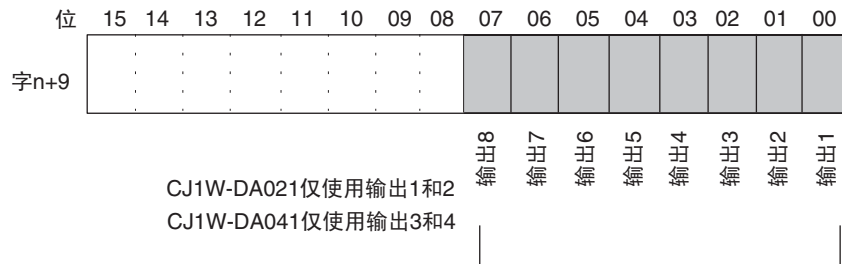 位 15 14 13 12 11 10 09 08 07 06 05 04 03 02 01 00
字n+9
输出8 输出7 输出6 输出5 输出4 输出3 输出2 输出1
CJ1W-DA021仅使用输出1和2
CJ1W-DA041仅使用输出3和4